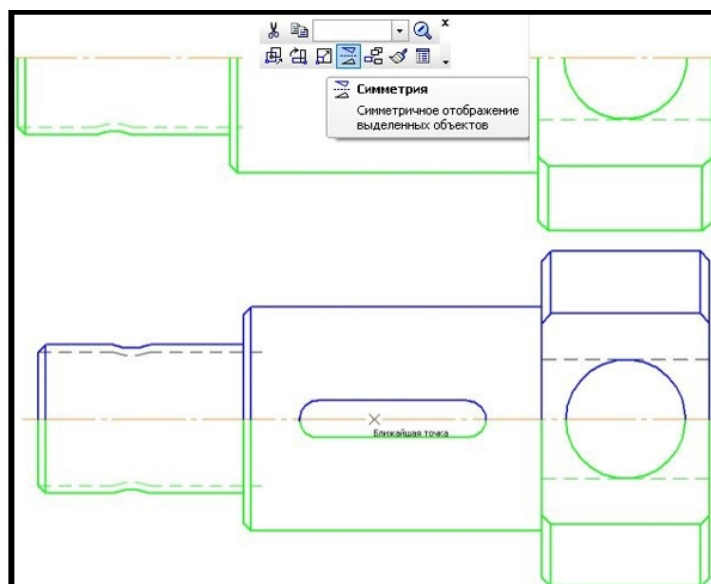 Симметрия
Симметричное отображение
выделенных объектов
Ближайшая точка